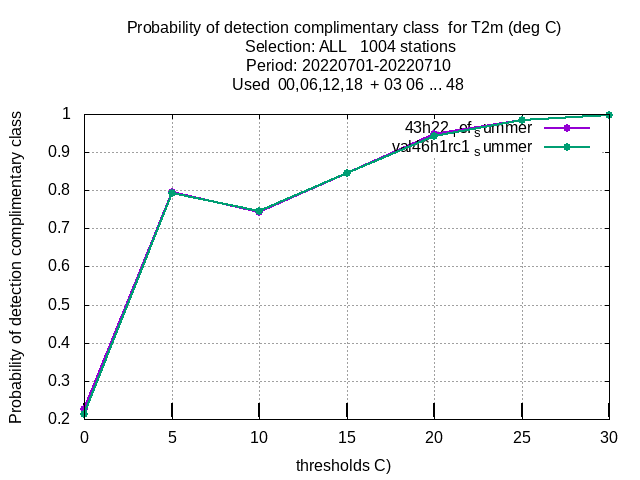 Probability of detection complimentary class  for T2m (deg C)
Selection: ALL   1004 stations
Period: 20220701-20220710
Used  00,06,12,18  + 03 06 ... 48
Probability of detection complimentary class
1
0.9
0.8
0.7
0.6
0.5
0.4
0.3
0.2
43h22_ref_summer
val46h1rc1_summer
0
5
10
15
20
25
30
thresholds C)